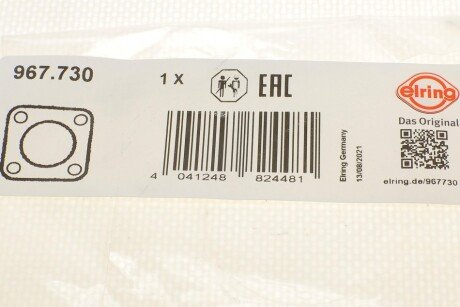 967.730
1 X
EAC
elring
Das Original
4 041248 824481
Elring Germany
13/08/2021
elring.de/967730